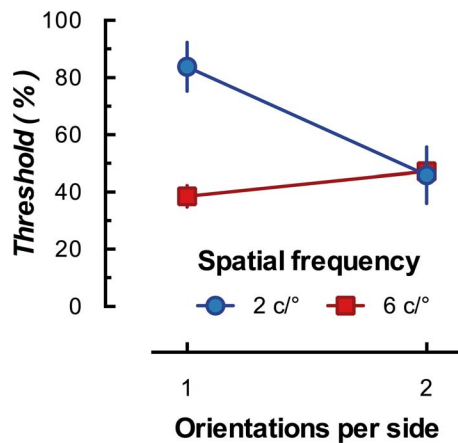 100
80
60
40
20
0
Threshold (%)
Spatial frequency
2 c/° 6 c/°
1 2
Orientations per side